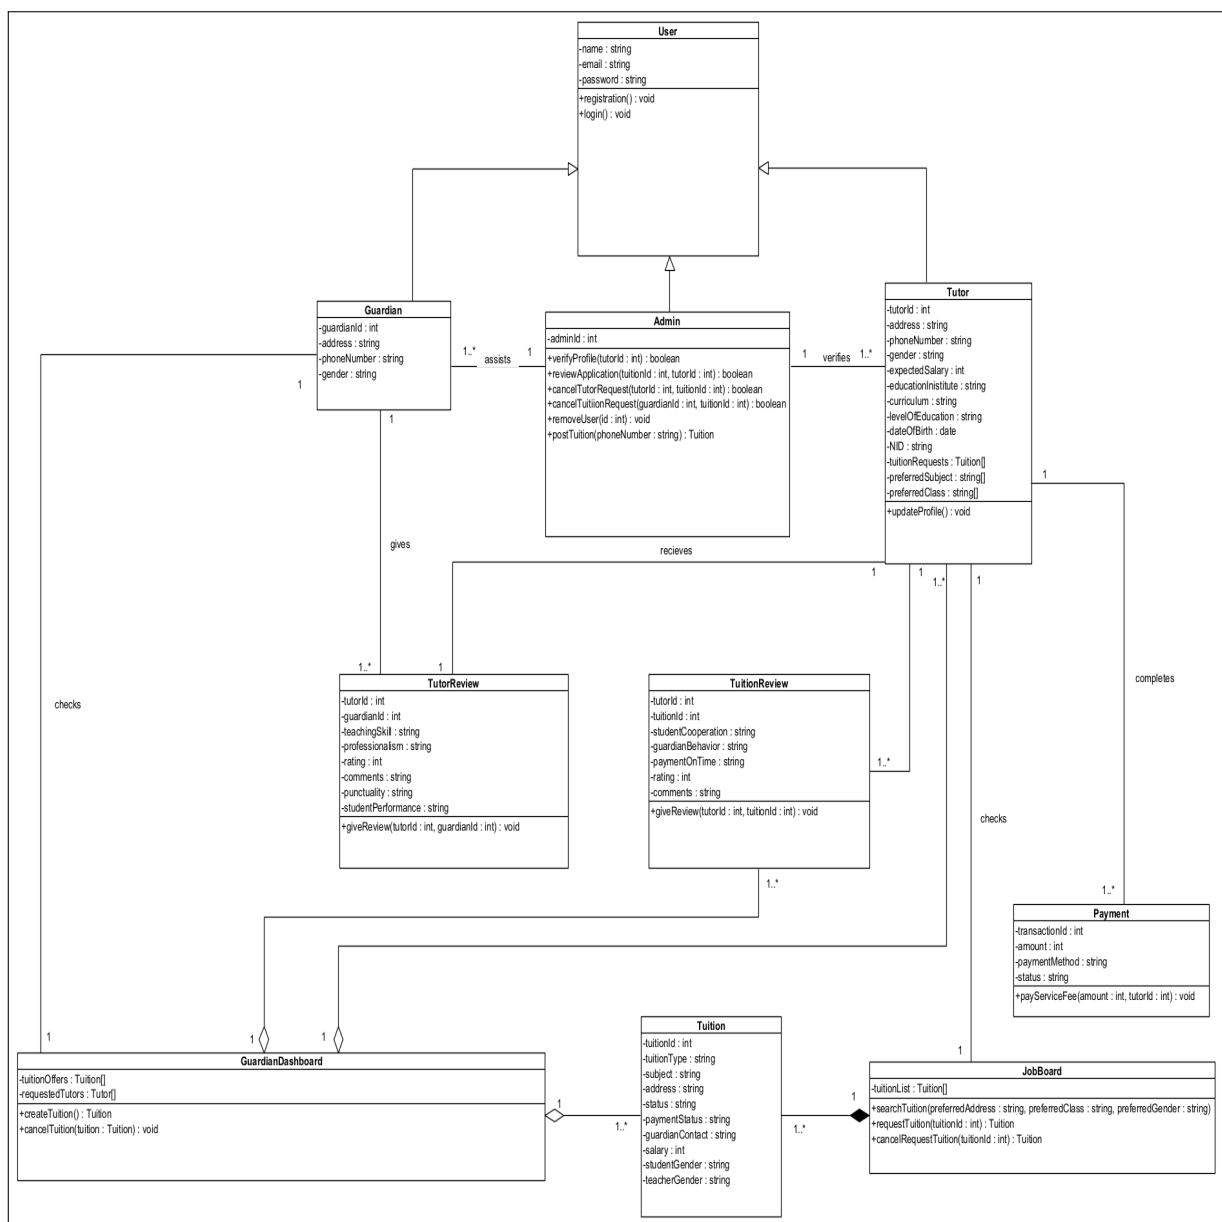 User
-name : string
-email : string
-password : string
+registration() : void
+login() : void
Guardian
-guardianId : int
-address : string
-phoneNumber : string
-gender : string
1..*
assists
1
Admin
-adminId : int
+verifyProfile(tutorId : int) : boolean
+reviewApplication(tuitionId : int, tutorId : int) : boolean
+cancelTutorRequest(tutorId : int, tuitionId : int) : boolean
+cancelTuitiionRequest(guardianId : int, tuitionId : int) : boolean
+removeUser(id : int) : void
+postTuition(phoneNumber : string) : Tuition
1
verifies
1..*
Tutor
-tutorId : int
-address : string
-phoneNumber : string
-gender : string
-expectedSalary : int
-educationInistitute : string
-curriculum : string
-levelOfEducation : string
-dateOfBirth : date
-NID : string
-tuitionRequests : Tuition[]
-preferredSubject : string[]
-preferredClass : string[]
+updateProfile() : void
1
1
1
gives
recieves
1
1
1..*
1
1..*
1
TutorReview
-tutorId : int
-guardianId : int
-teachingSkill : string
-professionalism : string
-rating : int
-comments : string
-punctuality : string
-studentPerformance : string
+giveReview(tutorId : int, guardianId : int) : void
TuitionReview
-tutorId : int
-tuitionId : int
-studentCooperation : string
-guardianBehavior : string
-paymentOnTime : string
-rating : int
-comments : string
+giveReview(tutorId : int, tuitionId : int) : void
1..*
1..*
checks
completes
checks
1..*
Payment
-transactionId : int
-amount : int
-paymentMethod : string
-status : string
+payServiceFee(amount : int, tutorId : int) : void
1
1
1
1
GuardianDashboard
-tuitionOffers : Tuition[]
-requestedTutors : Tutor[]
+createTuition() : Tuition
+cancelTuition(tuition : Tuition) : void
1
1..*
Tuition
-tuitionId : int
-tuitionType : string
-subject : string
-address : string
-status : string
-paymentStatus : string
-guardianContact : string
-salary : int
-studentGender : string
-teacherGender : string
1
1..*
JobBoard
-tuitionList : Tuition[]
+searchTuition(preferredAddress : string, preferredClass : string, preferredGender : string)
+requestTuition(tuitionId : int) : Tuition
+cancelRequestTuition(tuitionId : int) : Tuition